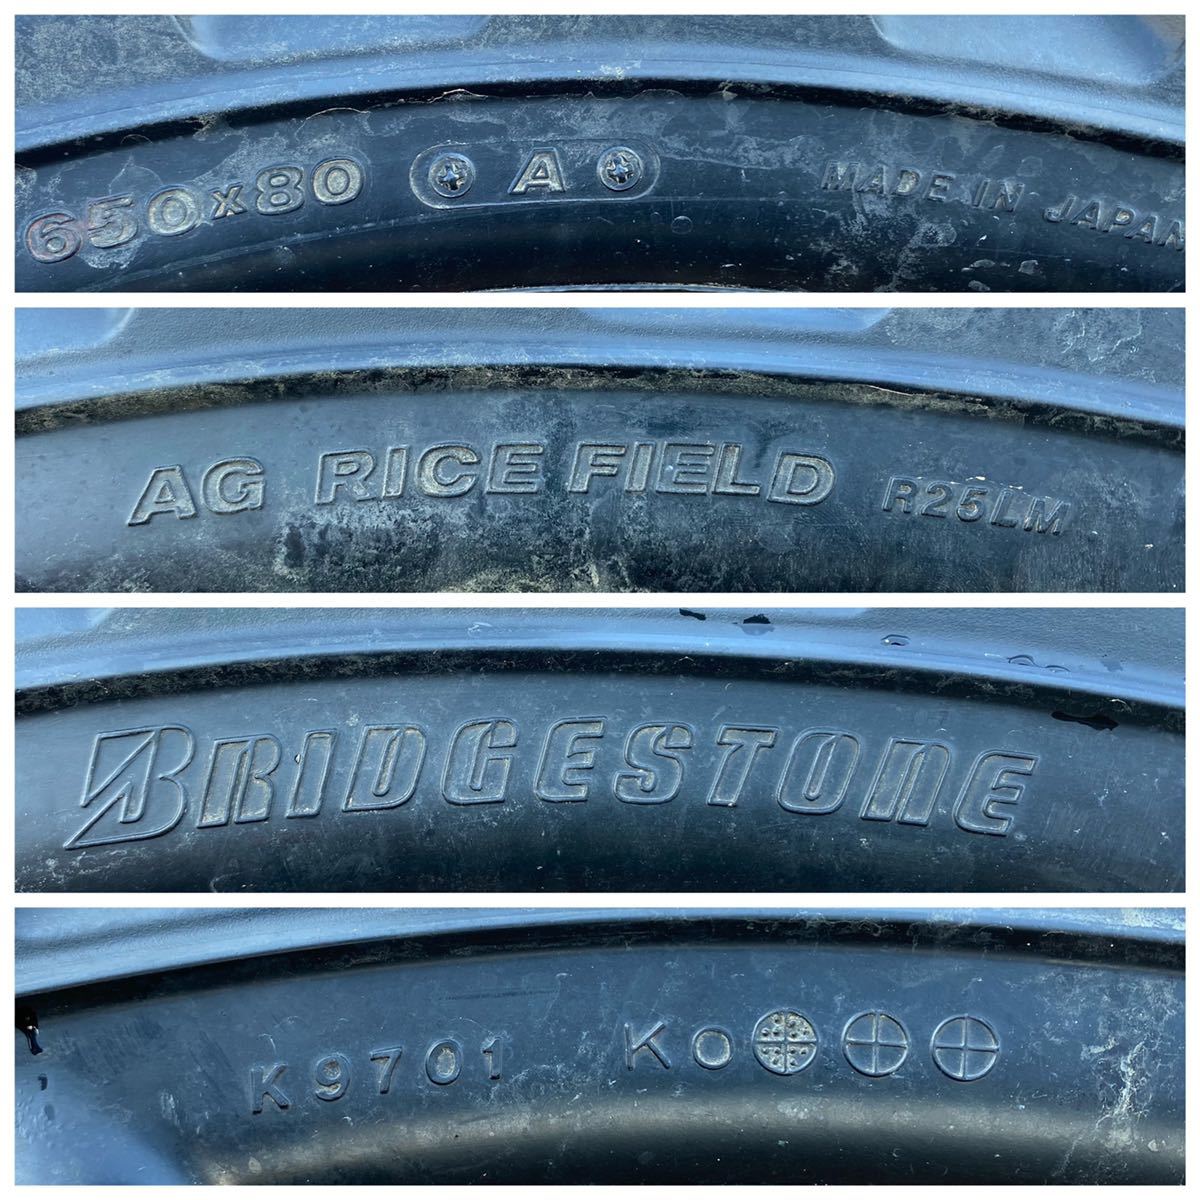 650x80 A MADE IN JAPAN
AG RICE FIELD R25LM
BRIDGESTONE
K9701 Ko